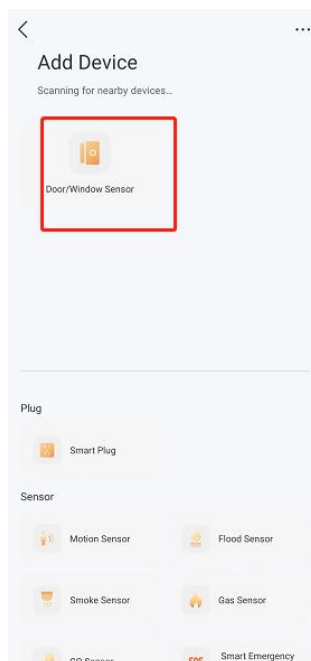 Add Device
Scanning for nearby devices...
Door/Window Sensor
Plug
Smart Plug
Sensor
Motion Sensor
Flood Sensor
Smoke Sensor
Gas Sensor
CO Sensor
SOS
Smart Emergency